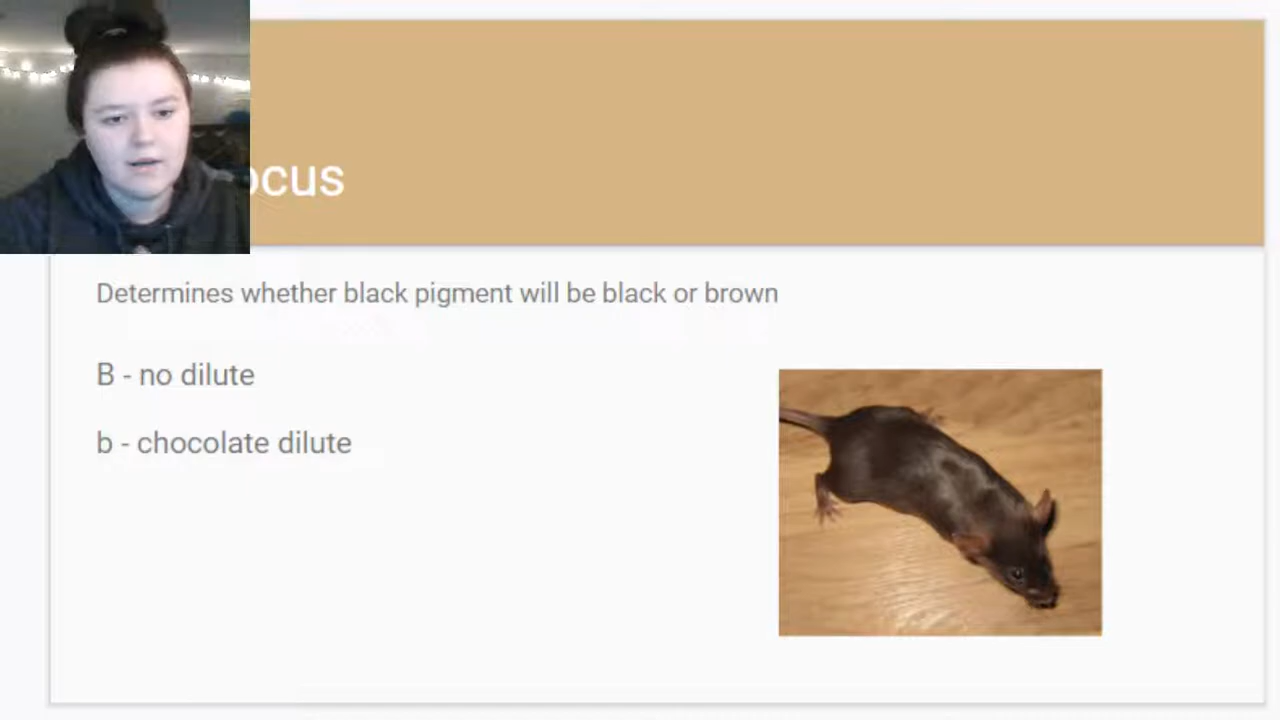 ocus
Determines whether black pigment will be black or brown
B - no dilute
b - chocolate dilute